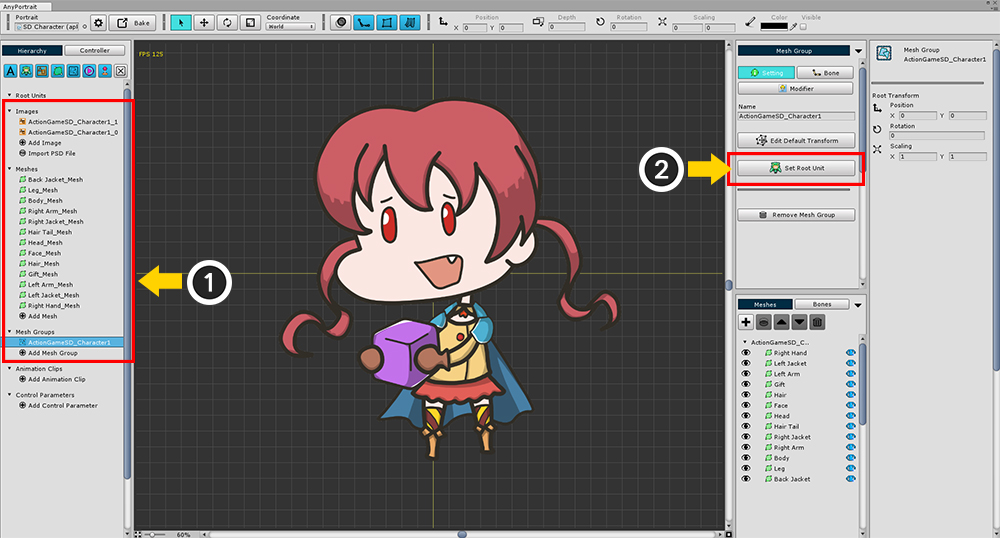 AnyPortrait
Portrait
SD Character (apl
Bake
Coordinate
World
Position
X 0 Y 0
Depth
0
Rotation
0
Scaling
X 0 Y 0
Color
Visible
Hierarchy
Controller
A
Root Units
Images
ActionGameSD_Character1_1
ActionGameSD_Character1_0
Add Image
Import PSD File
Meshes
Back Jacket_Mesh
Leg_Mesh
Body_Mesh
Right Arm_Mesh
Right Jacket_Mesh
Hair Tail_Mesh
Head_Mesh
Face_Mesh
Hair_Mesh
Gift_Mesh
Left Arm_Mesh
Left Jacket_Mesh
Right Hand_Mesh
Add Mesh
Mesh Groups
ActionGameSD_Character1
Add Mesh Group
Animation Clips
Add Animation Clip
Control Parameters
Add Control Parameter
FPS 125
1
2
60%
Mesh Group
Setting
Bone
Modifier
Name
ActionGameSD_Character1
Edit Default Transform
Set Root Unit
Remove Mesh Group
Meshes
Bones
ActionGameSD_C...
Right Hand
Left Jacket
Left Arm
Gift
Hair
Face
Head
Hair Tail
Right Jacket
Right Arm
Body
Leg
Back Jacket
Mesh Group
ActionGameSD_Character1
Root Transform
Position
X 0 Y 0
Rotation
0
Scaling
X 1 Y 1